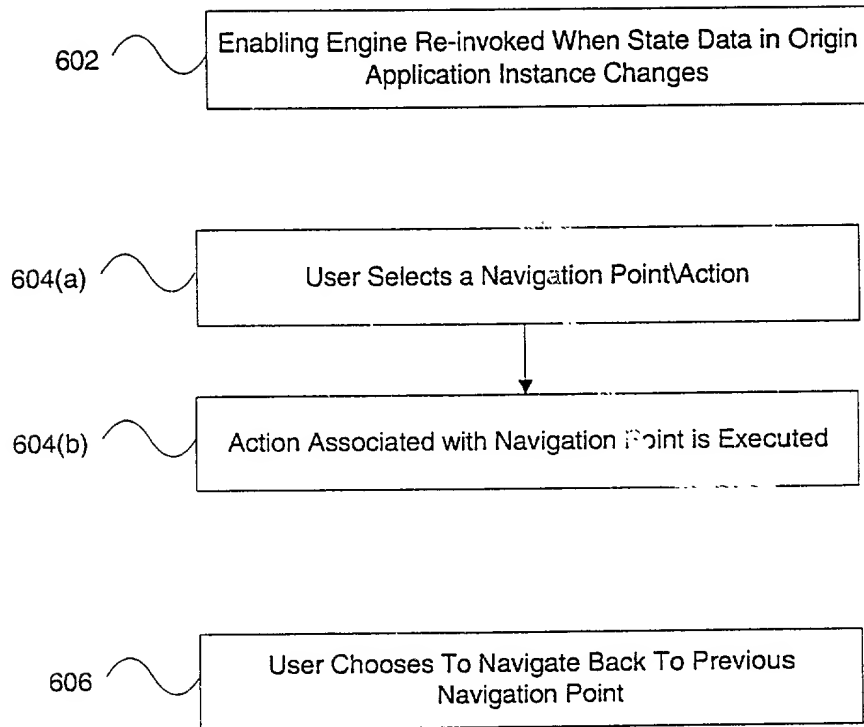 602
Enabling Engine Re-invoked When State Data in Origin
Application Instance Changes
604(a)
User Selects a Navigation Point\Action
604(b)
Action Associated with Navigation Point is Executed
606
User Chooses To Navigate Back To Previous
Navigation Point